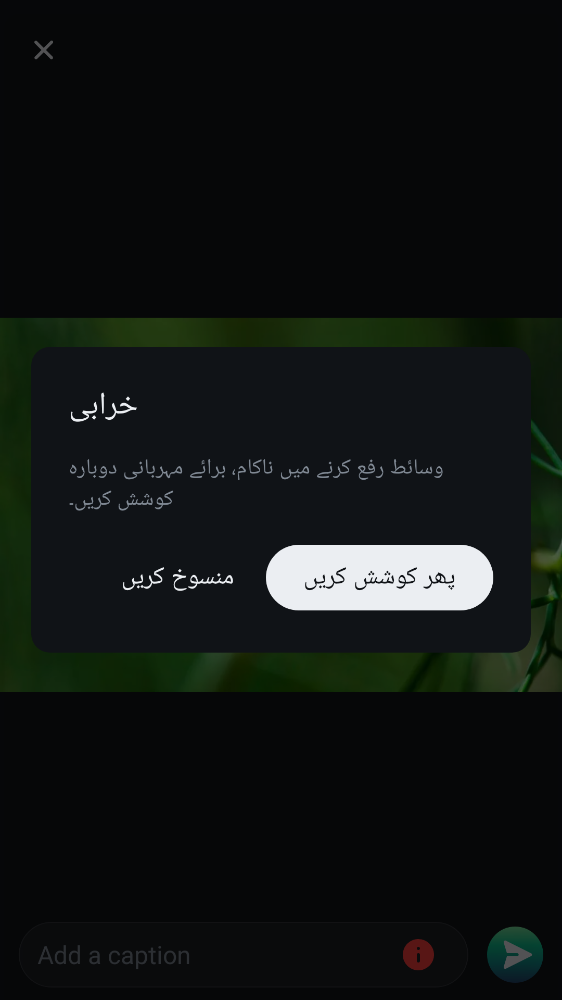 خرابی
وسائط رفع کرنے میں ناکام، برائے مہربانی دوبارہ
کوشش کریں۔
پھر کوشش کریں
منسوخ کریں
Add a caption